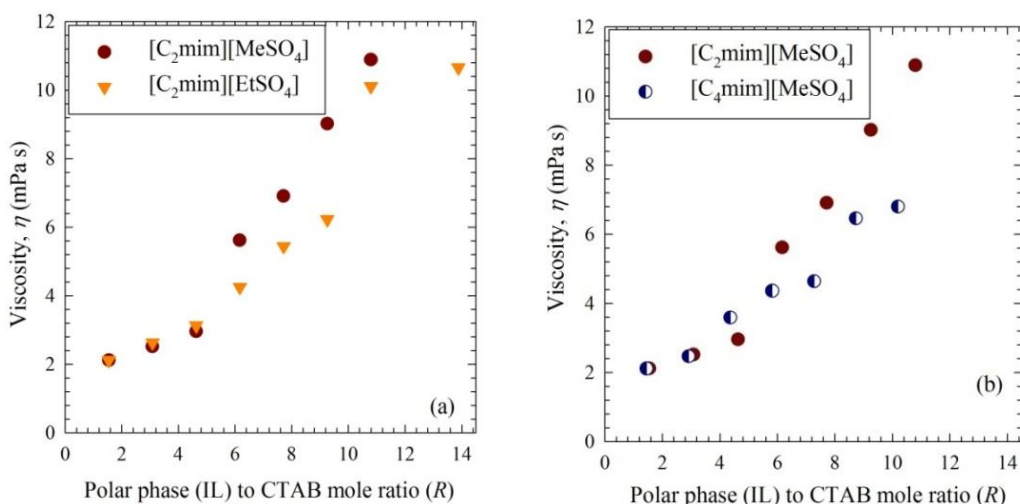 12
10
8
6
4
2
0
Viscosity, η (mPa s)
[C₂mim][MeSO₄]
[C₂mim][EtSO₄]
(a)
0 2 4 6 8 10 12 14
Polar phase (IL) to CTAB mole ratio (R)
12
10
8
6
4
2
0
Viscosity, η (mPa s)
[C₂mim][MeSO₄]
[C₄mim][MeSO₄]
(b)
0 2 4 6 8 10 12 14
Polar phase (IL) to CTAB mole ratio (R)